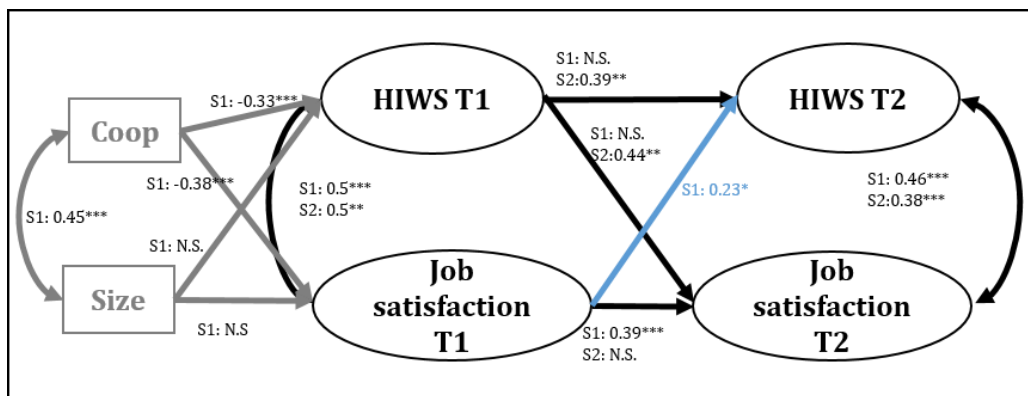 S1: N.S.
S2:0.39**
HIWS T1
HIWS T2
S1: -0.33***
Coop
S1: N.S.
S2:0.44**
S1: -0.38***
S1: 0.5***
S2: 0.5**
S1: 0.23*
S1: 0.46***
S2:0.38***
S1: 0.45***
S1: N.S.
Size
Job
satisfaction
T1
Job
satisfaction
T2
S1: N.S
S1: 0.39***
S2: N.S.